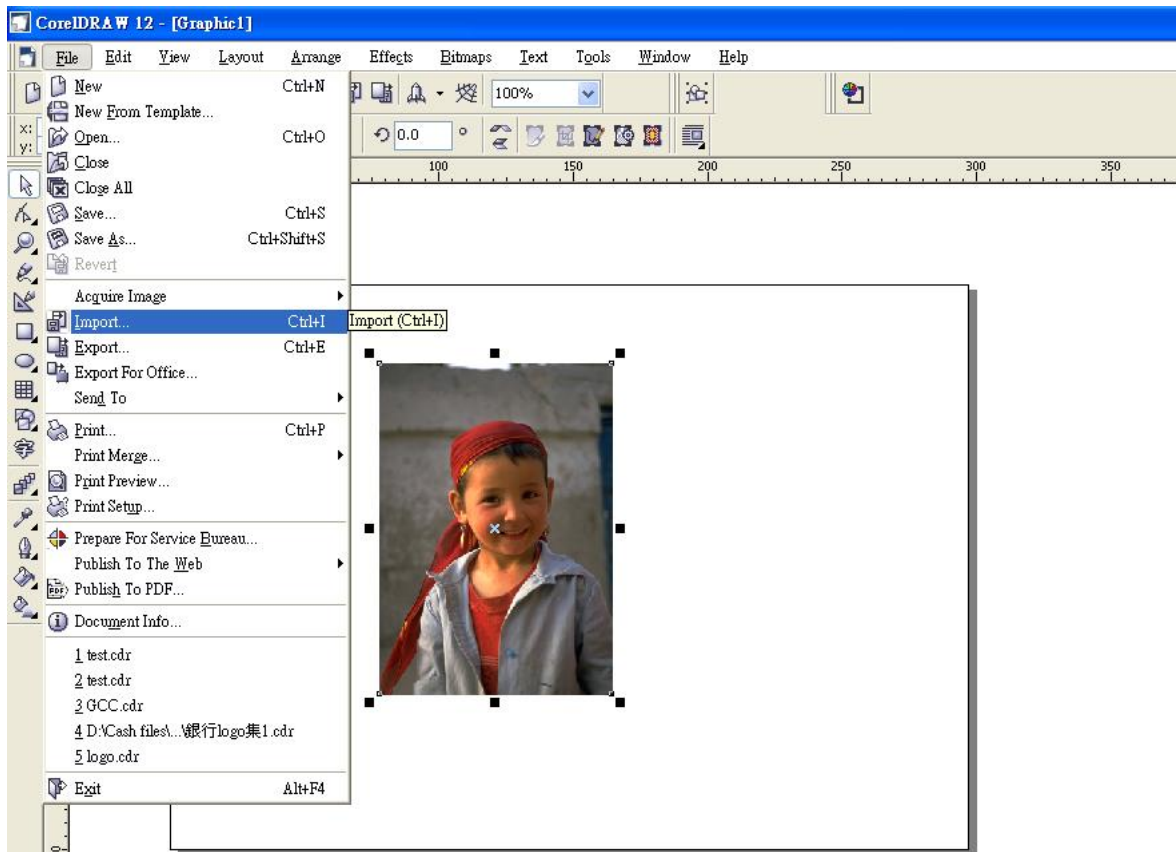 CorelDRAW 12 - [Graphic1]
File Edit View Layout Arrange Effects Bitmaps Text Tools Window Help
New Ctrl+N
New From Template...
Open... Ctrl+O
Close
Close All
Save... Ctrl+S
Save As... Ctrl+Shift+S
Revert
Acquire Image
Import... Ctrl+I
Export... Ctrl+E
Export For Office...
Send To
Print... Ctrl+P
Print Merge...
Print Preview...
Print Setup...
Prepare For Service Bureau...
Publish To The Web
Publish To PDF...
Document Info...
1 test.cdr
2 test.cdr
3 GCC.cdr
4 D:\Cash files\...\銀行logo集1.cdr
5 logo.cdr
Exit Alt+F4
100%
x:
y:
0.0 °
100 150 200 250 300 350
Import (Ctrl+I)
字
PDF